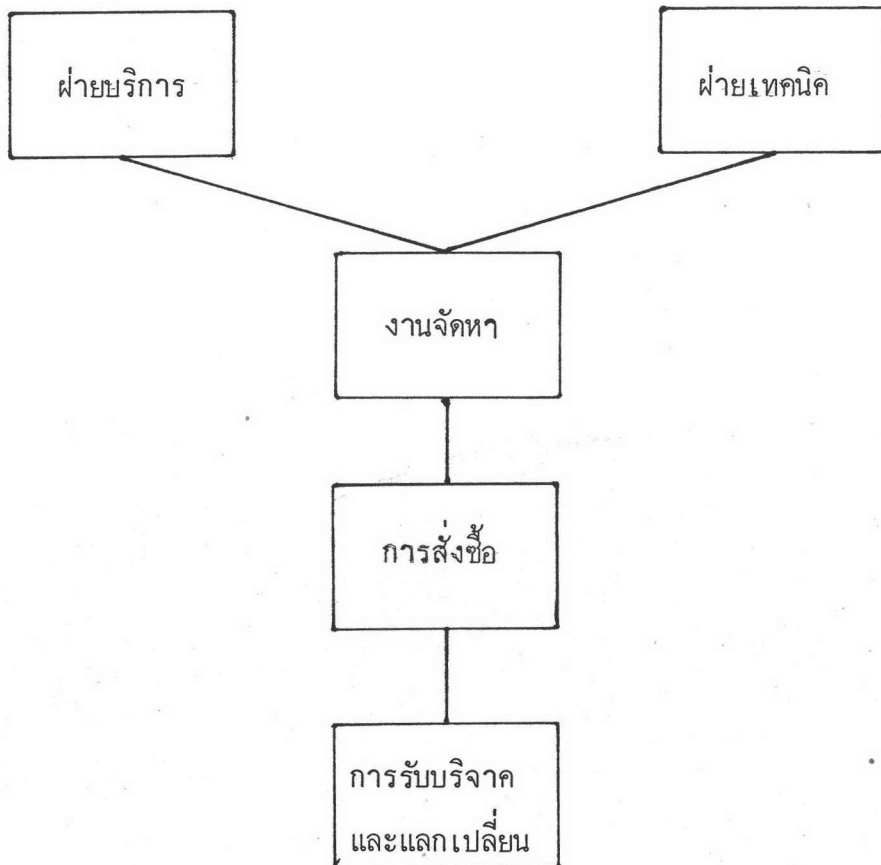 ฝ่ายบริการ
ฝ่ายเทคนิค
งานจัดหา
การสั่งซื้อ
การรับบริจาค
และแลกเปลี่ยน